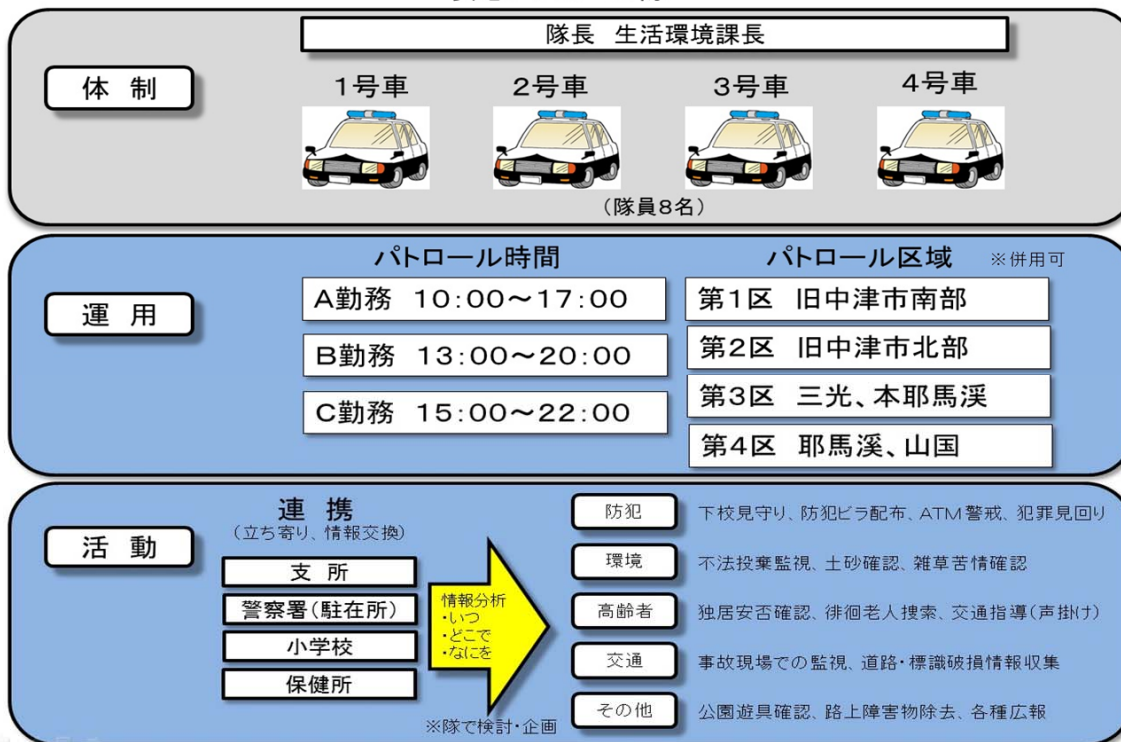 隊長 生活環境課長
体 制
1号車 2号車 3号車 4号車
(隊員8名)
運 用
パトロール時間
A勤務 10:00～17:00
B勤務 13:00～20:00
C勤務 15:00～22:00
パトロール区域 ※併用可
第1区 旧中津市南部
第2区 旧中津市北部
第3区 三光、本耶馬渓
第4区 耶馬溪、山国
活 動
連 携
(立ち寄り、情報交換)
支 所
警察署(駐在所)
小学校
保健所
情報分析
・いつ
・どこで
・なにを
※隊で検討・企画
防犯 下校見守り、防犯ビラ配布、ATM警戒、犯罪見回り
環境 不法投棄監視、土砂確認、雑草苦情確認
高齢者 独居安否確認、徘徊老人捜索、交通指導(声掛け)
交通 事故現場での監視、道路・標識破損情報収集
その他 公園遊具確認、路上障害物除去、各種広報